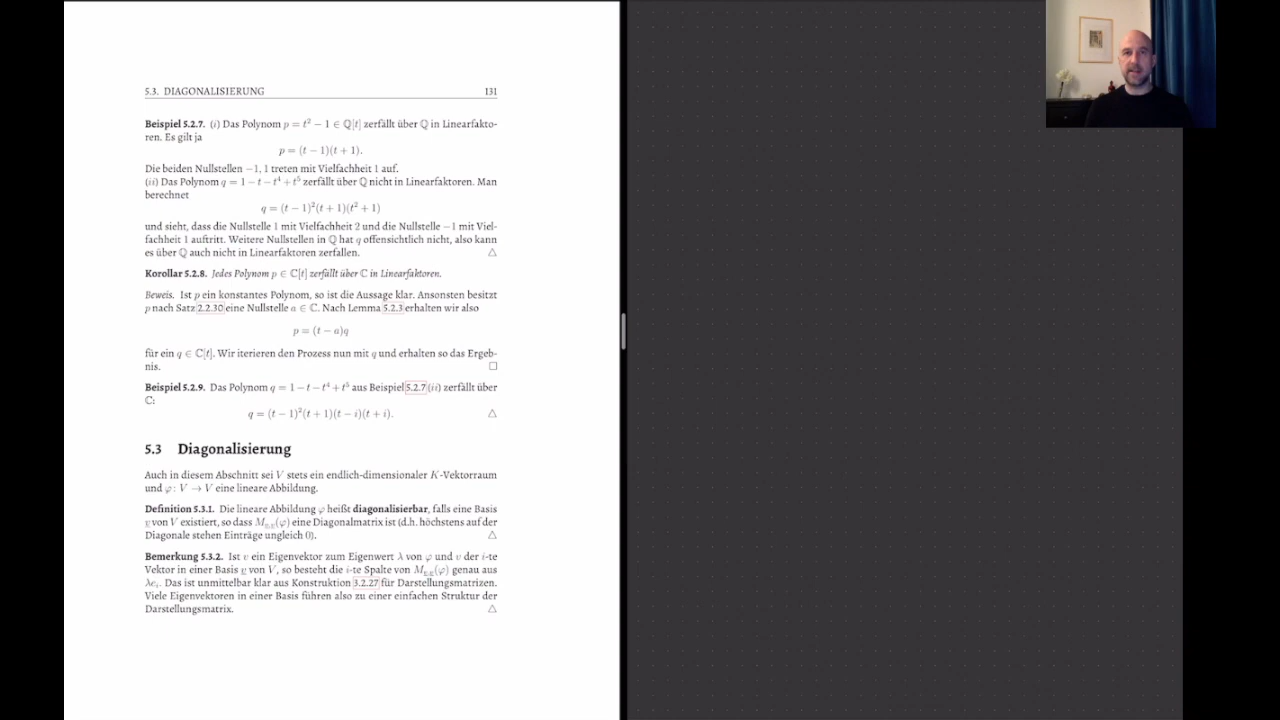 5.3. DIAGONALISIERUNG 131
Beispiel 5.2.7. (i) Das Polynom p = t² − 1 ∈ ℚ[t] zerfällt über ℚ in Linearfakto-
ren. Es gilt ja
p = (t − 1)(t + 1).
Die beiden Nullstellen −1, 1 treten mit Vielfachheit 1 auf.
(ii) Das Polynom q = 1 − t − t⁴ + t⁵ zerfällt über ℚ nicht in Linearfaktoren. Man
berechnet
q = (t − 1)²(t + 1)(t² + 1)
und sieht, dass die Nullstelle 1 mit Vielfachheit 2 und die Nullstelle −1 mit Viel-
fachheit 1 auftritt. Weitere Nullstellen in ℚ hat q offensichtlich nicht, also kann
es über ℚ auch nicht in Linearfaktoren zerfallen. △
Korollar 5.2.8. Jedes Polynom p ∈ ℂ[t] zerfällt über ℂ in Linearfaktoren.
Beweis. Ist p ein konstantes Polynom, so ist die Aussage klar. Ansonsten besitzt
p nach Satz 2.2.30 eine Nullstelle a ∈ ℂ. Nach Lemma 5.2.3 erhalten wir also
p = (t − a)q
für ein q ∈ ℂ[t]. Wir iterieren den Prozess nun mit q und erhalten so das Ergeb-
nis. □
Beispiel 5.2.9. Das Polynom q = 1 − t − t⁴ + t⁵ aus Beispiel 5.2.7 (ii) zerfällt über
ℂ:
q = (t − 1)²(t + 1)(t − i)(t + i). △
5.3 Diagonalisierung
Auch in diesem Abschnitt sei V stets ein endlich-dimensionaler K-Vektorraum
und φ: V → V eine lineare Abbildung.
Definition 5.3.1. Die lineare Abbildung φ heißt diagonalisierbar, falls eine Basis
v̲ von V existiert, so dass M_{v̲,v̲}(φ) eine Diagonalmatrix ist (d.h. höchstens auf der
Diagonale stehen Einträge ungleich 0). △
Bemerkung 5.3.2. Ist v ein Eigenvektor zum Eigenwert λ von φ und v der i-te
Vektor in einer Basis v̲ von V, so besteht die i-te Spalte von M_{v̲,v̲}(φ) genau aus
λeᵢ. Das ist unmittelbar klar aus Konstruktion 3.2.27 für Darstellungsmatrizen.
Viele Eigenvektoren in einer Basis führen also zu einer einfachen Struktur der
Darstellungsmatrix. △